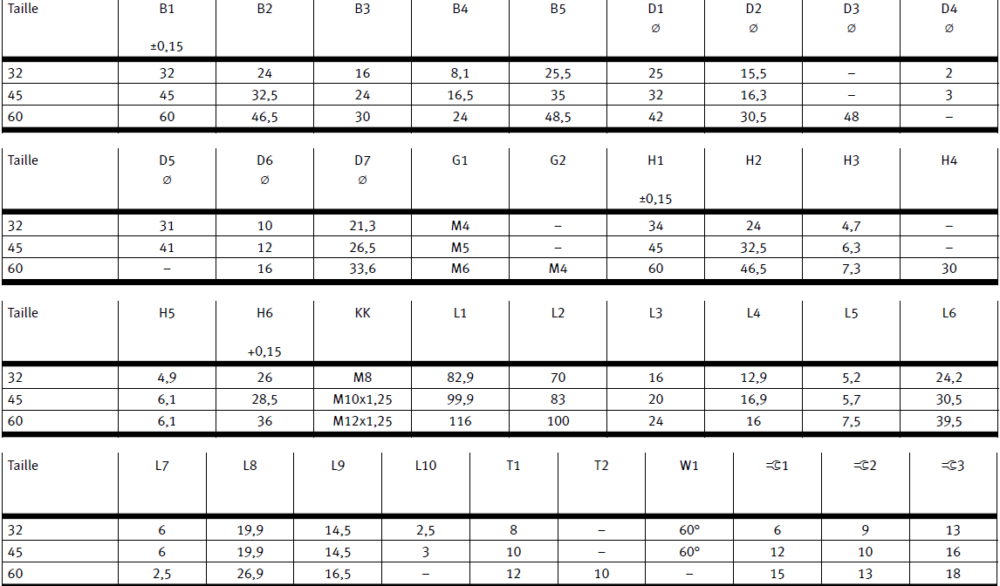 Taille B1 B2 B3 B4 B5 D1 D2 D3 D4
∅ ∅ ∅ ∅
±0,15
32 32 24 16 8,1 25,5 25 15,5 – 2
45 45 32,5 24 16,5 35 32 16,3 – 3
60 60 46,5 30 24 48,5 42 30,5 48 –
Taille D5 D6 D7 G1 G2 H1 H2 H3 H4
∅ ∅ ∅
±0,15
32 31 10 21,3 M4 – 34 24 4,7 –
45 41 12 26,5 M5 – 45 32,5 6,3 –
60 – 16 33,6 M6 M4 60 46,5 7,3 30
Taille H5 H6 KK L1 L2 L3 L4 L5 L6
+0,15
32 4,9 26 M8 82,9 70 16 12,9 5,2 24,2
45 6,1 28,5 M10x1,25 99,9 83 20 16,9 5,7 30,5
60 6,1 36 M12x1,25 116 100 24 16 7,5 39,5
Taille L7 L8 L9 L10 T1 T2 W1 =©1 =©2 =©3
32 6 19,9 14,5 2,5 8 – 60° 6 9 13
45 6 19,9 14,5 3 10 – 60° 12 10 16
60 2,5 26,9 16,5 – 12 10 – 15 13 18